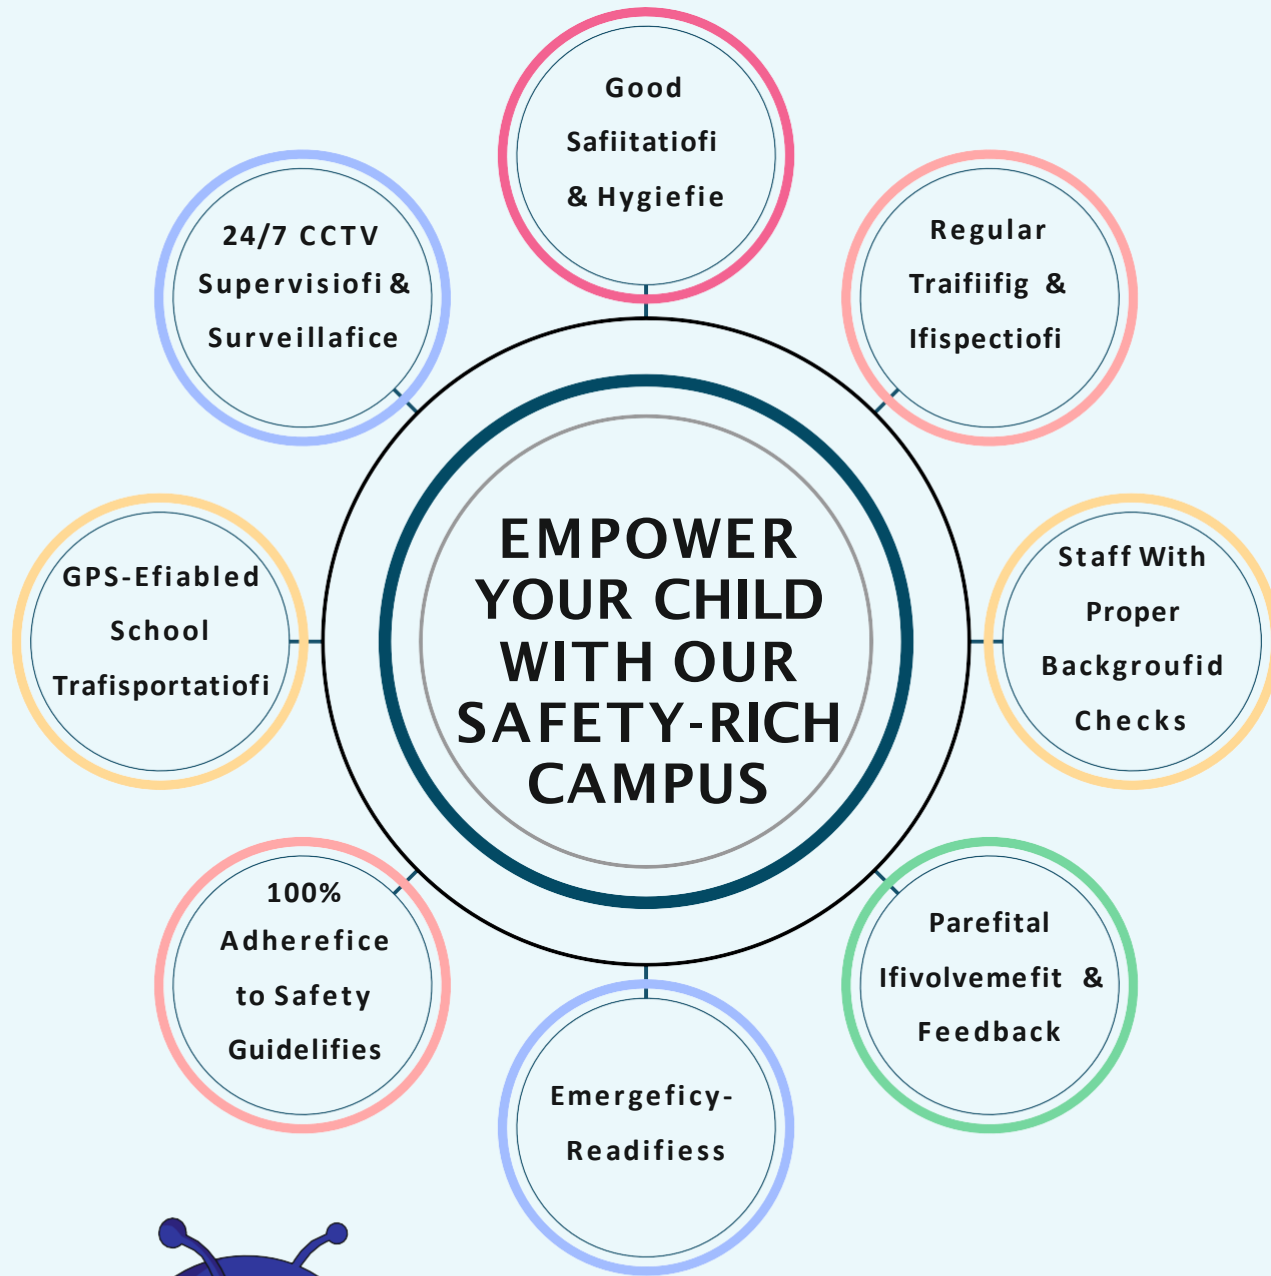 Good
Safiitatiofi
& Hygiefie
24/7 CCTV
Supervisiofi &
Surveillafice
Regular
Traifiifig &
Ifispectiofi
GPS-Efiabled
School
Trafisportatiofi
EMPOWER
YOUR CHILD
WITH OUR
SAFETY-RICH
CAMPUS
Staff With
Proper
Backgroufid
Checks
100%
Adherefice
to Safety
Guidelifies
Parefital
Ifivolvemefit &
Feedback
Emergeficy-
Readifiess